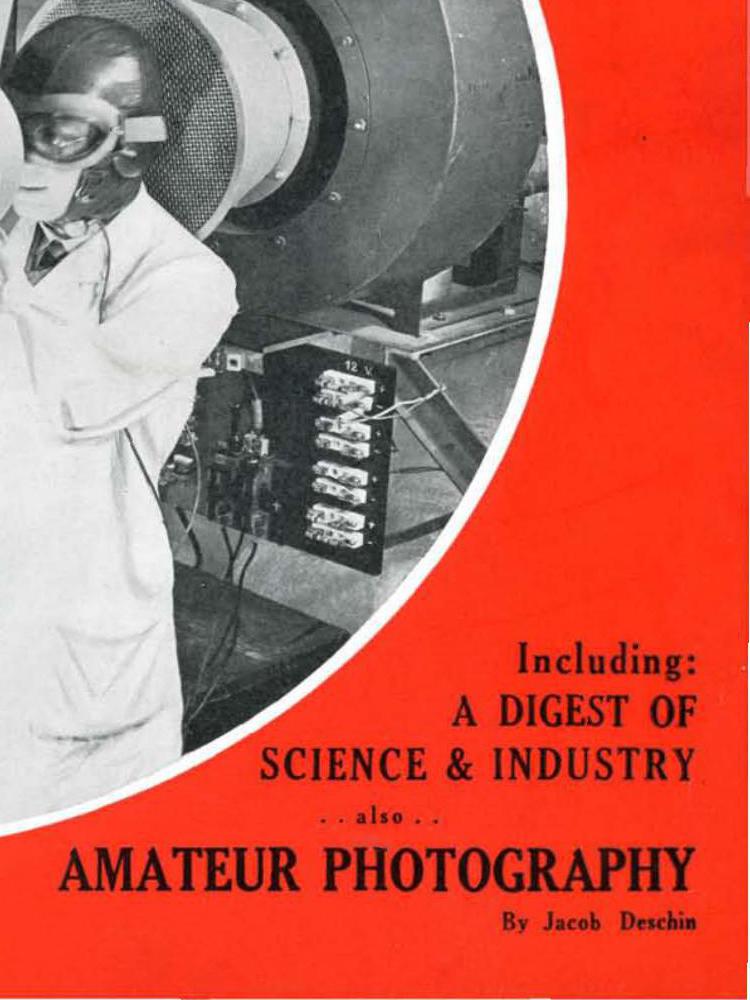 12 V.
Including:
A DIGEST OF
SCIENCE & INDUSTRY
. . also . .
AMATEUR PHOTOGRAPHY
By Jacob Deschin